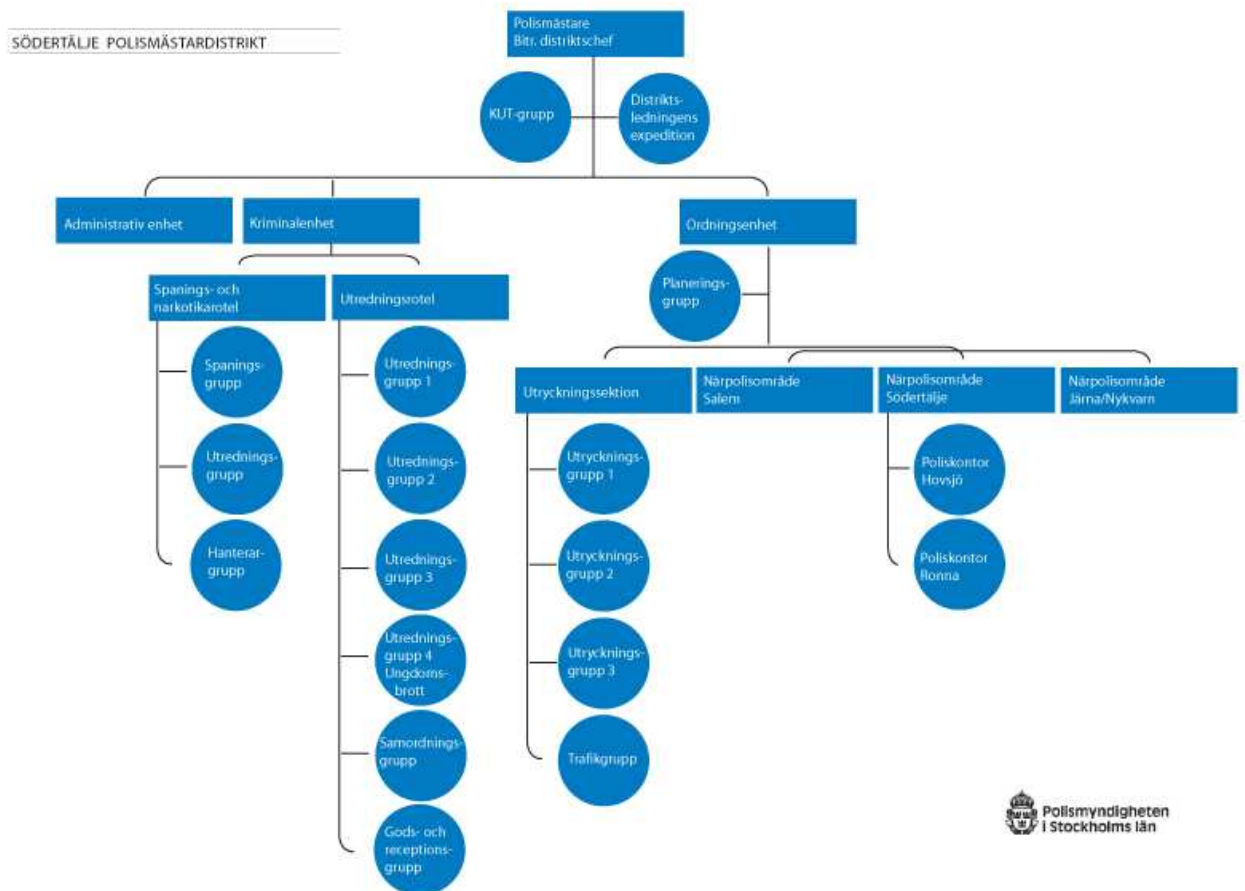 SÖDERTÄLJE POLISMÄSTARDISTRIKT
Polismästare
Bitr. distriktschef
KUT-grupp
Distrikts-
ledningens
expedition
Administrativ enhet
Kriminalenhet
Ordningsenhet
Planerings-
grupp
Spanings- och
narkotikarotel
Utredningsrotel
Spanings-
grupp
Utrednings-
grupp
Hanterar-
grupp
Utrednings-
grupp 1
Utrednings-
grupp 2
Utrednings-
grupp 3
Utrednings-
grupp 4
Ungdoms-
brott
Samordnings-
grupp
Gods- och
receptions-
grupp
Utryckningssektion
Närpolisområde
Salem
Närpolisområde
Södertälje
Närpolisområde
Järna/Nykvarn
Utrycknings-
grupp 1
Utrycknings-
grupp 2
Utrycknings-
grupp 3
Trafikgrupp
Poliskontor
Hovsjö
Poliskontor
Ronna
Polismyndigheten
i Stockholms län